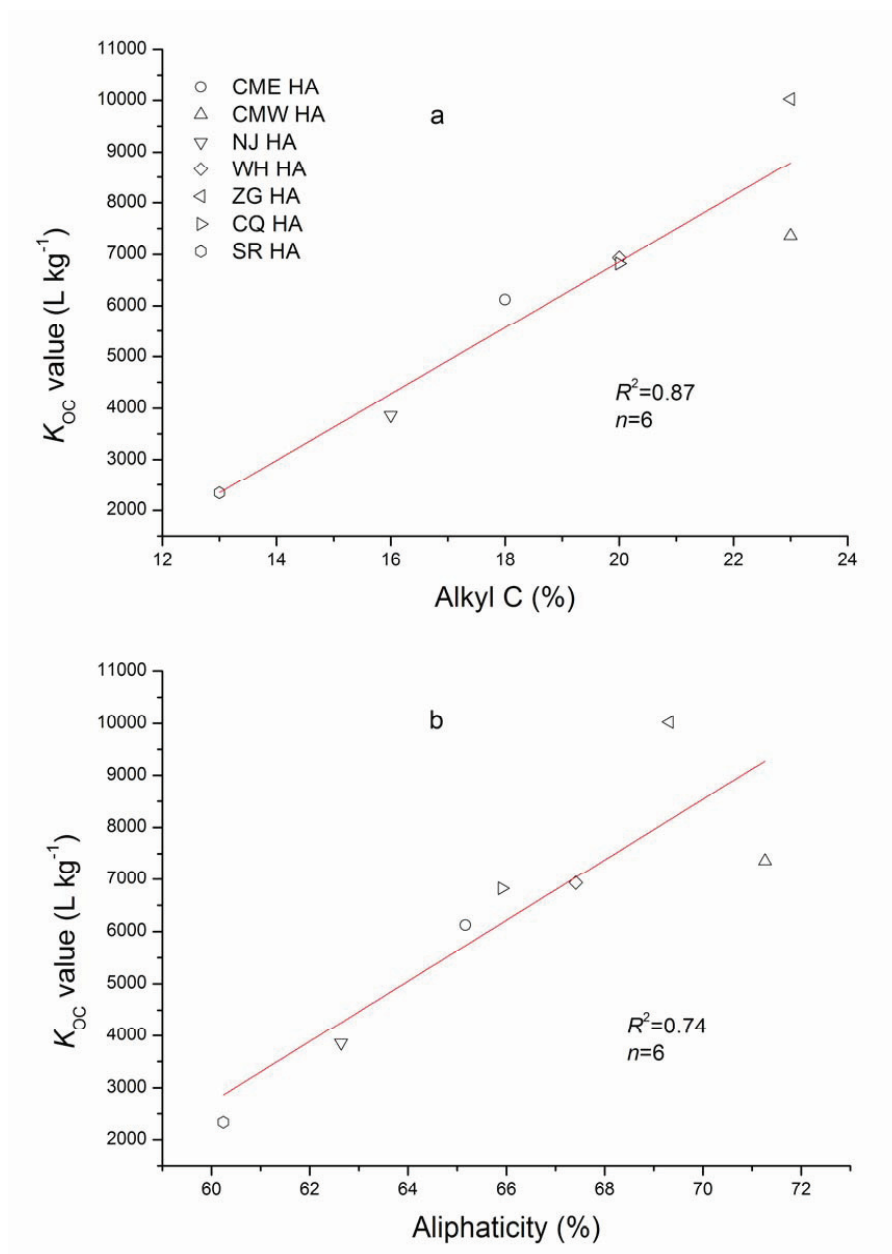 11000
10000
9000
8000
7000
6000
5000
4000
3000
2000
K_OC value (L kg⁻¹)
CME HA
CMW HA
NJ HA
WH HA
ZG HA
CQ HA
SR HA
a
R²=0.87
n=6
12 14 16 18 20 22 24
Alkyl C (%)
11000
10000
9000
8000
7000
6000
5000
4000
3000
2000
K_OC value (L kg⁻¹)
b
R²=0.74
n=6
60 62 64 66 68 70 72
Aliphaticity (%)